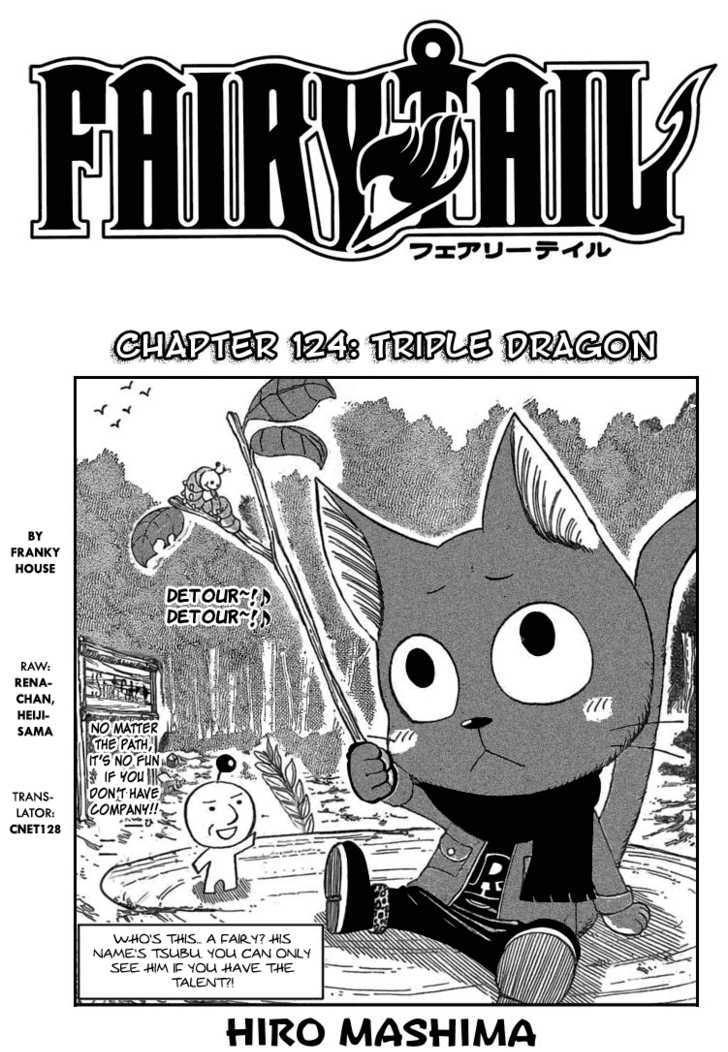 FAIRY TAIL
フェアリーテイル
CHAPTER 124: TRIPLE DRAGON
BY
FRANKY
HOUSE
DETOUR~!♪
DETOUR~!♪
RAW:
RENA-
CHAN,
HEIJI-
SAMA
NO MATTER
THE PATH,
IT'S NO FUN
IF YOU
DON'T HAVE
COMPANY!!
TRANS-
LATOR:
CNET128
R
WHO'S THIS.. A FAIRY? HIS
NAME'S TSUBU. YOU CAN ONLY
SEE HIM IF YOU HAVE THE
TALENT?!
HIRO MASHIMA